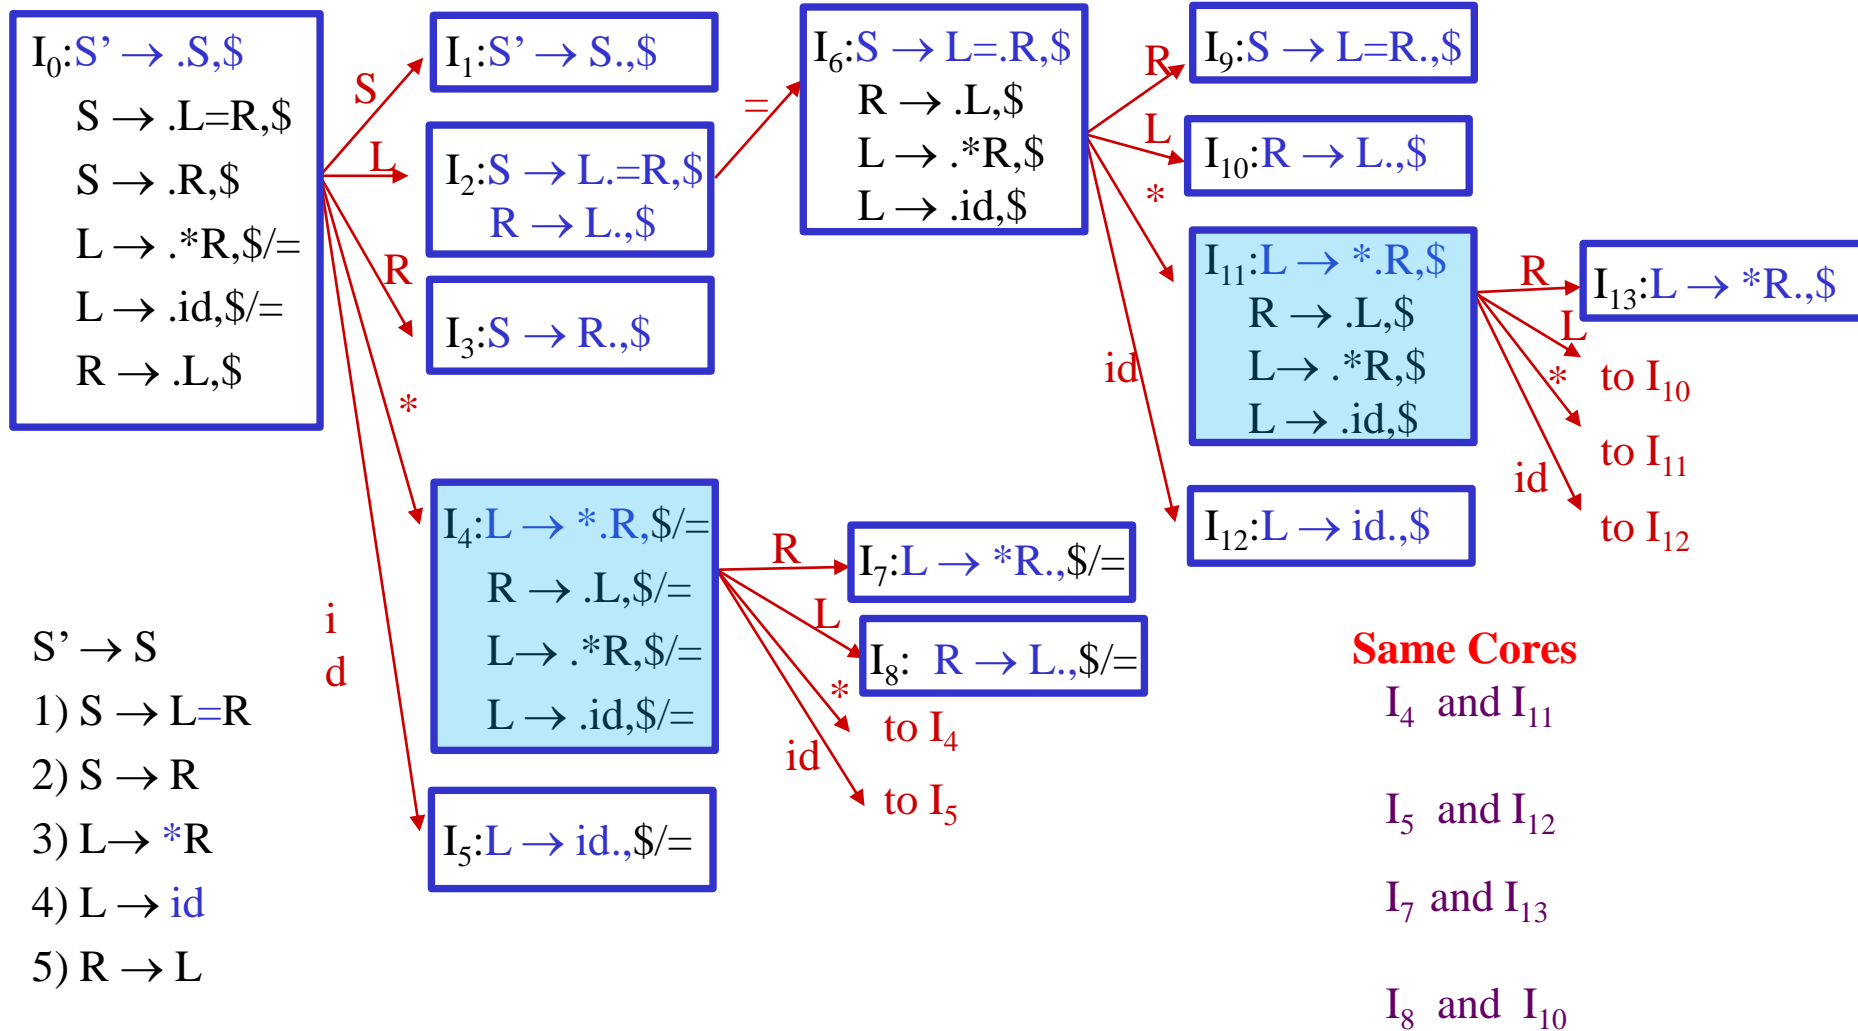 I0:S’ → .S,$
S → .L=R,$
S → .R,$
L → .*R,$/=
L → .id,$/=
R → .L,$
S
L
R
*
i
d
I1:S’ → S.,$
I2:S → L.=R,$
R → L.,$
I3:S → R.,$
I4:L → *.R,$/=
R → .L,$/=
L→ .*R,$/=
L → .id,$/=
I5:L → id.,$/=
=
I6:S → L=.R,$
R → .L,$
L → .*R,$
L → .id,$
R
L
*
id
I9:S → L=R.,$
I10:R → L.,$
I11:L → *.R,$
R → .L,$
L→ .*R,$
L → .id,$
I12:L → id.,$
R
L
*
id
I13:L → *R.,$
to I10
to I11
to I12
R
L
*
id
I7:L → *R.,$/=
I8: R → L.,$/=
to I4
to I5
S’ → S
1) S → L=R
2) S → R
3) L→ *R
4) L → id
5) R → L
Same Cores
I4 and I11
I5 and I12
I7 and I13
I8 and I10